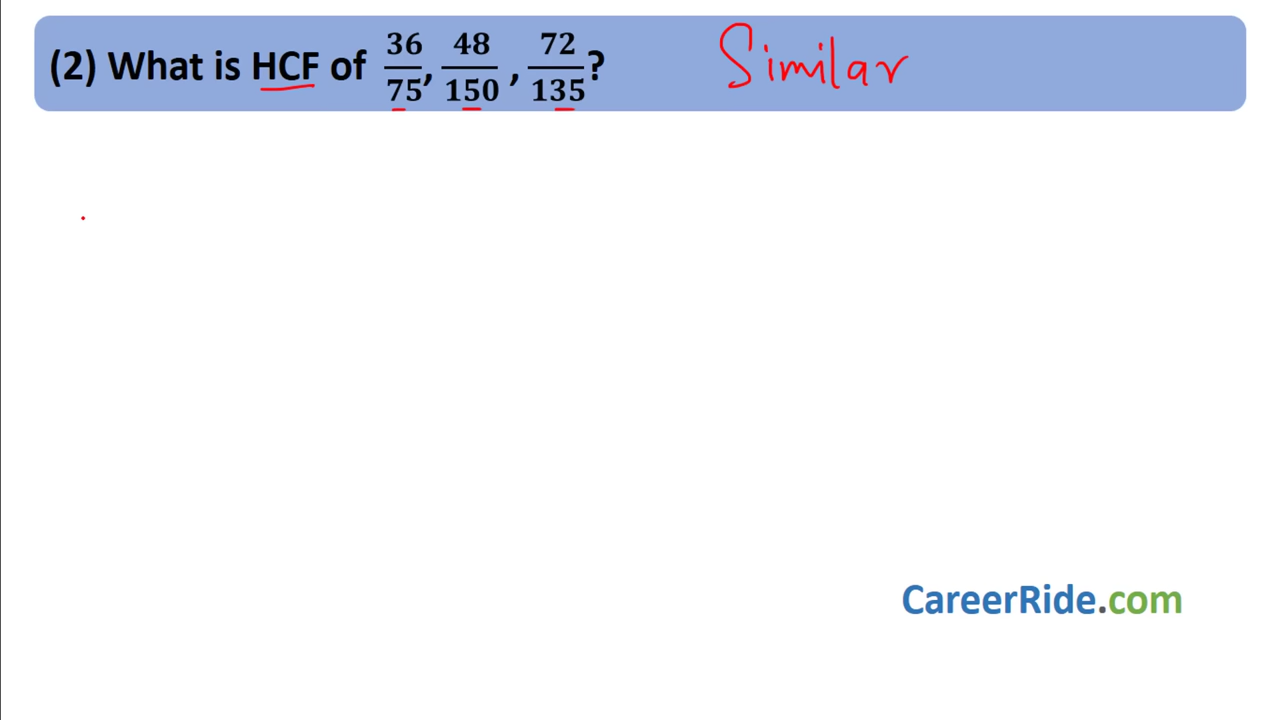 (2) What is HCF of 36/75, 48/150, 72/135? Similar
CareerRide.com